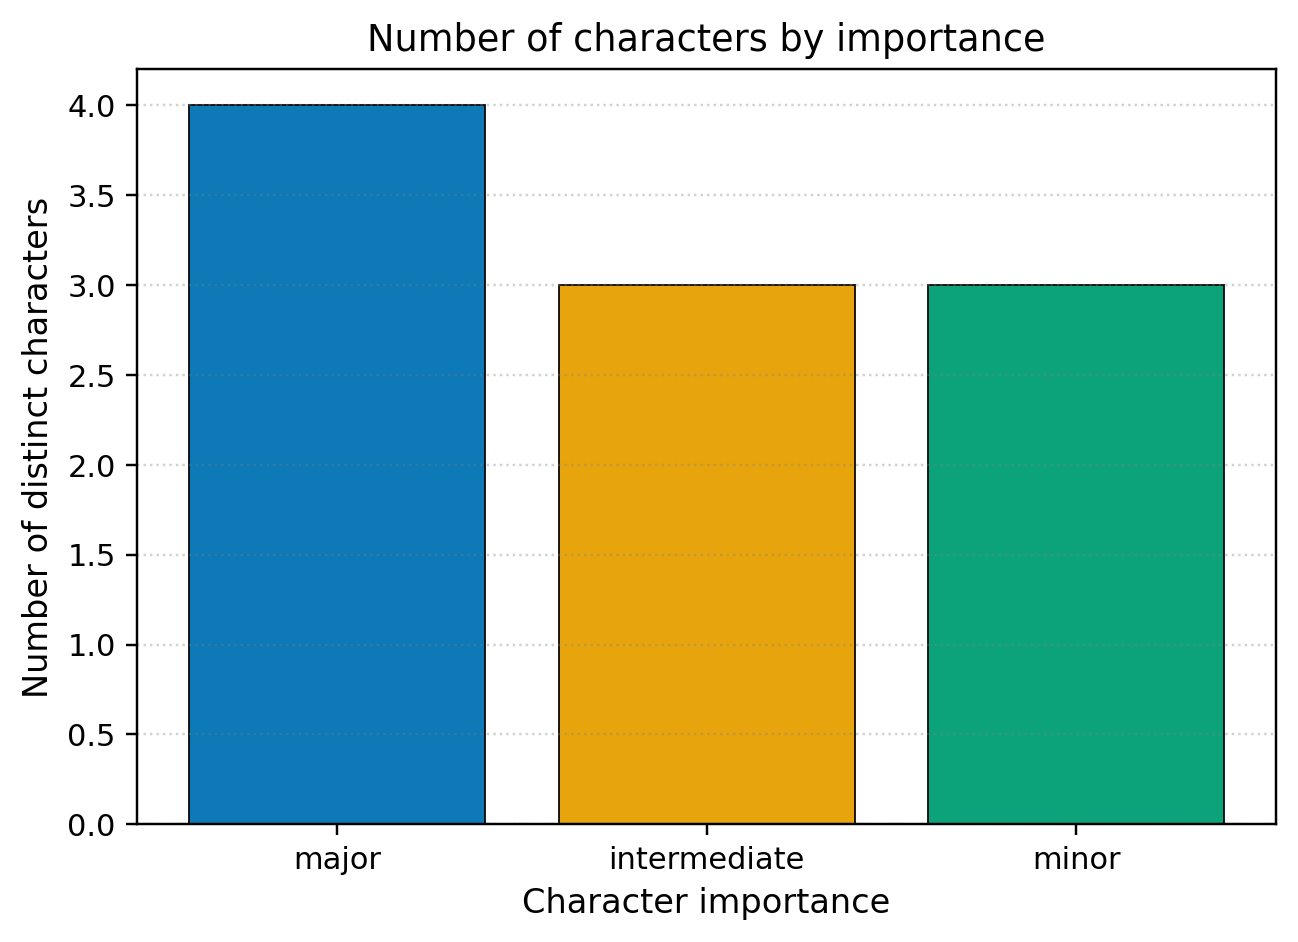 Number of characters by importance
Number of distinct characters
4.0
3.5
3.0
2.5
2.0
1.5
1.0
0.5
0.0
major
intermediate
minor
Character importance